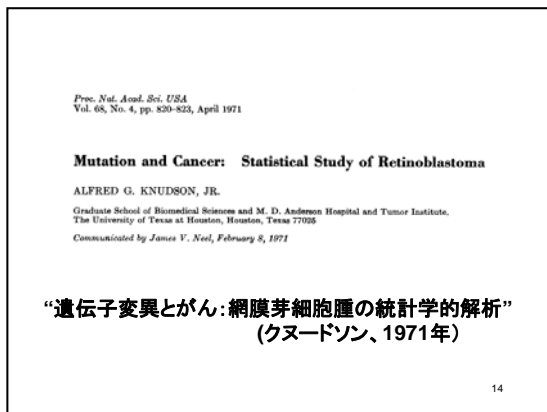 Proc. Nat. Acad. Sci. USA
Vol. 68, No. 4, pp. 820–823, April 1971
Mutation and Cancer: Statistical Study of Retinoblastoma
ALFRED G. KNUDSON, JR.
Graduate School of Biomedical Sciences and M. D. Anderson Hospital and Tumor Institute,
The University of Texas at Houston, Houston, Texas 77025
Communicated by James V. Neel, February 8, 1971
“遺伝子変異とがん：網膜芽細胞腫の統計学的解析”
(クヌードソン、1971年）
14